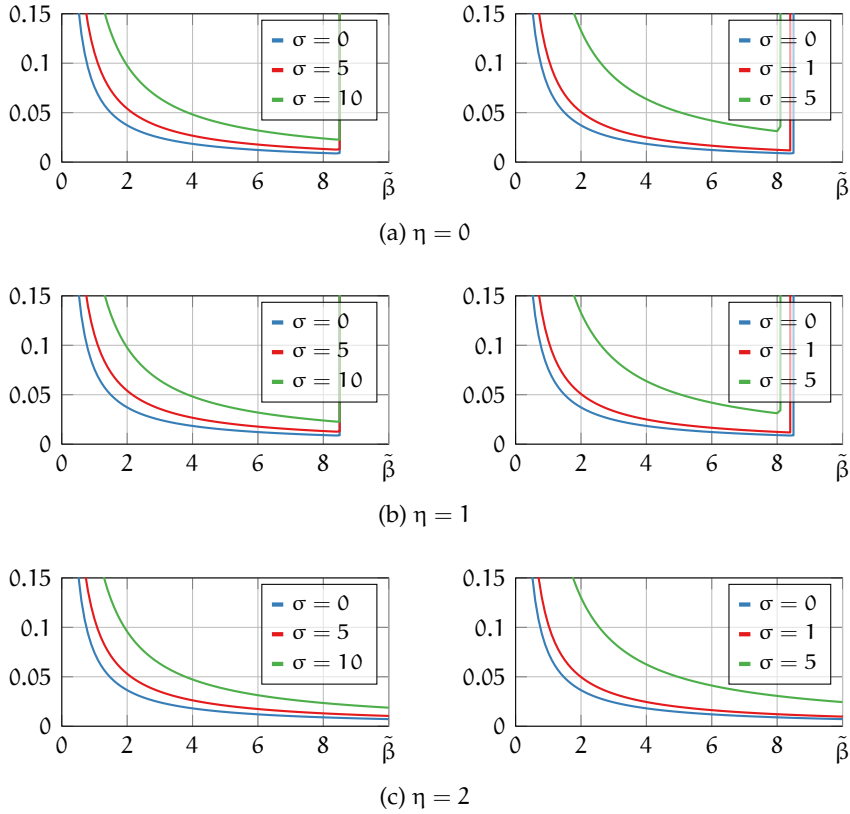 0.15
0.1
0.05
0
0 2 4 6 8 β̃
σ = 0
σ = 5
σ = 10
0.15
0.1
0.05
0
0 2 4 6 8 β̃
σ = 0
σ = 1
σ = 5
(a) η = 0
0.15
0.1
0.05
0
0 2 4 6 8 β̃
σ = 0
σ = 5
σ = 10
0.15
0.1
0.05
0
0 2 4 6 8 β̃
σ = 0
σ = 1
σ = 5
(b) η = 1
0.15
0.1
0.05
0
0 2 4 6 8 β̃
σ = 0
σ = 5
σ = 10
0.15
0.1
0.05
0
0 2 4 6 8 β̃
σ = 0
σ = 1
σ = 5
(c) η = 2